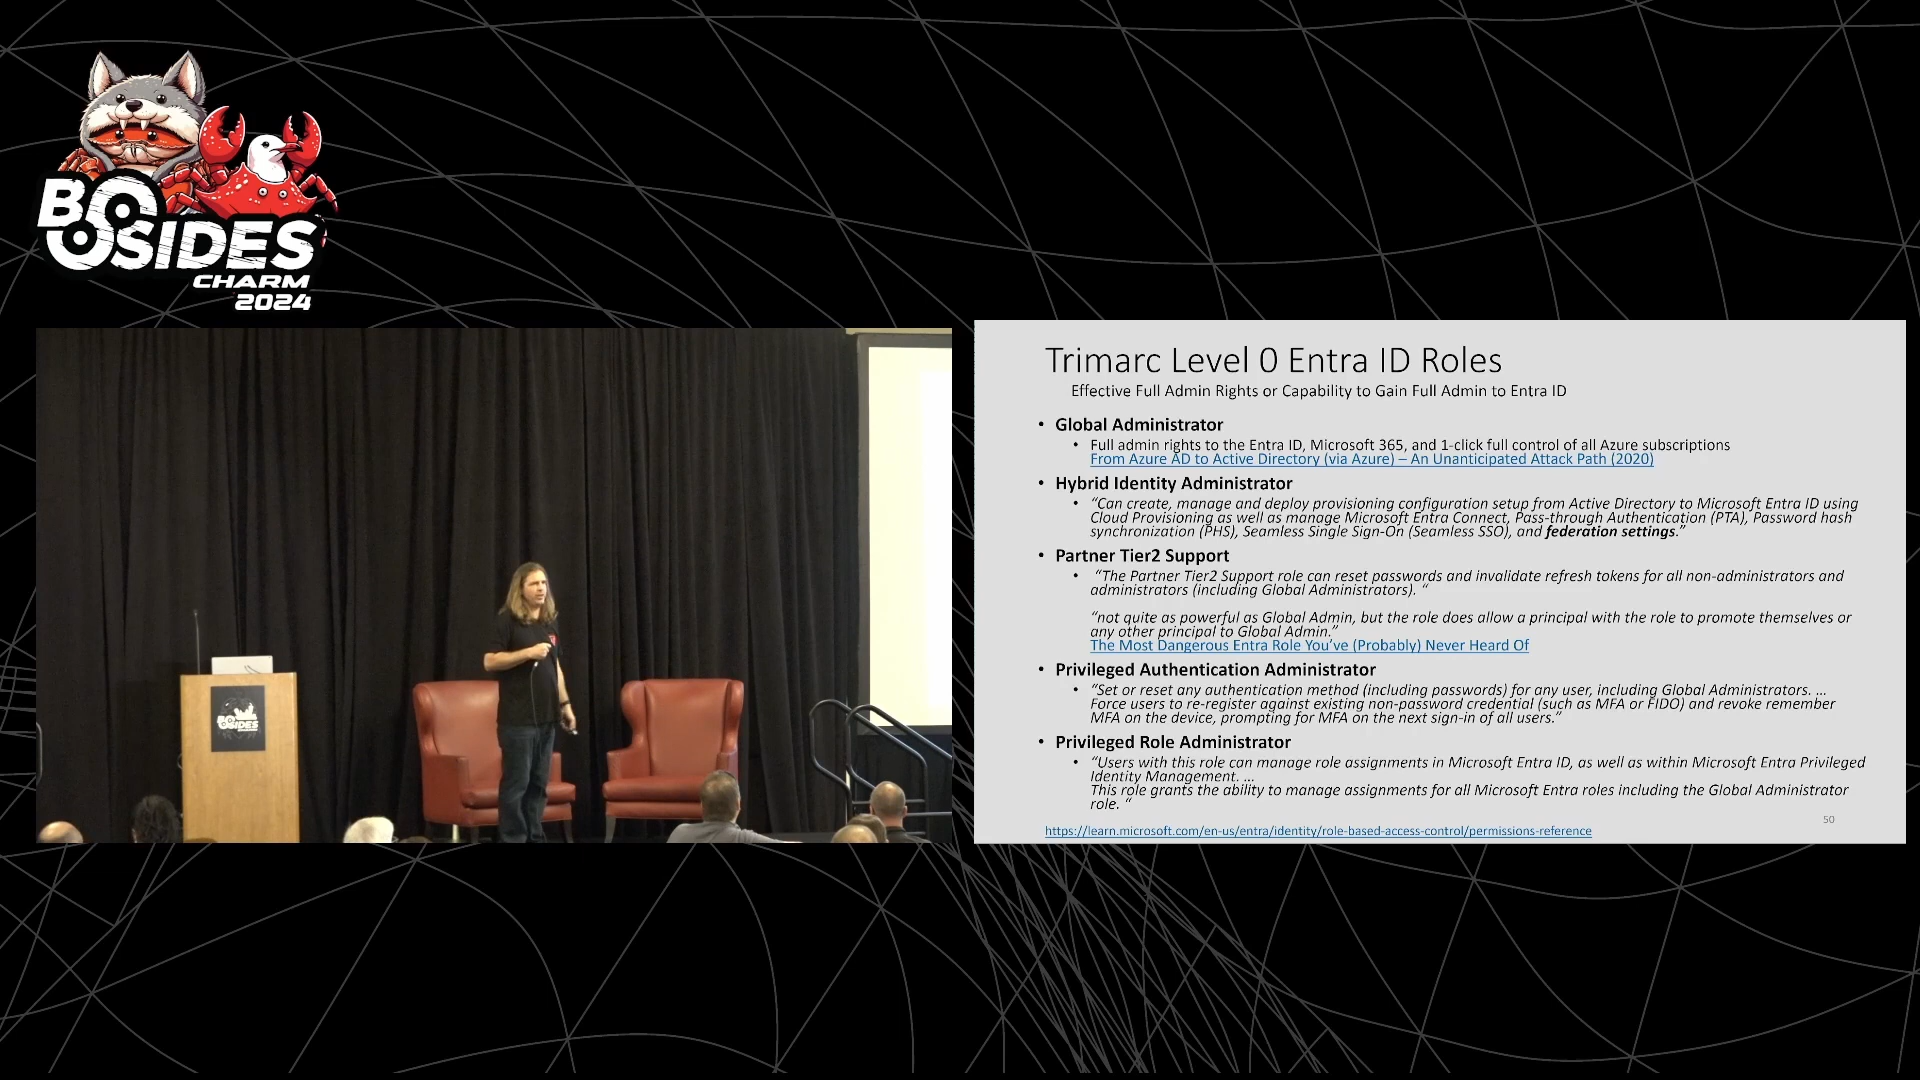 BSIDES
CHARM
2024
BSIDES
Trimarc Level 0 Entra ID Roles
Effective Full Admin Rights or Capability to Gain Full Admin to Entra ID
• Global Administrator
• Full admin rights to the Entra ID, Microsoft 365, and 1-click full control of all Azure subscriptions
From Azure AD to Active Directory (via Azure) – An Unanticipated Attack Path (2020)
• Hybrid Identity Administrator
• “Can create, manage and deploy provisioning configuration setup from Active Directory to Microsoft Entra ID using
Cloud Provisioning as well as manage Microsoft Entra Connect, Pass-through Authentication (PTA), Password hash
synchronization (PHS), Seamless Single Sign-On (Seamless SSO), and federation settings.”
• Partner Tier2 Support
• “The Partner Tier2 Support role can reset passwords and invalidate refresh tokens for all non-administrators and
administrators (including Global Administrators). “
“not quite as powerful as Global Admin, but the role does allow a principal with the role to promote themselves or
any other principal to Global Admin.”
The Most Dangerous Entra Role You’ve (Probably) Never Heard Of
• Privileged Authentication Administrator
• “Set or reset any authentication method (including passwords) for any user, including Global Administrators. …
Force users to re-register against existing non-password credential (such as MFA or FIDO) and revoke remember
MFA on the device, prompting for MFA on the next sign-in of all users.”
• Privileged Role Administrator
• “Users with this role can manage role assignments in Microsoft Entra ID, as well as within Microsoft Entra Privileged
Identity Management. …
This role grants the ability to manage assignments for all Microsoft Entra roles including the Global Administrator
role. “
50
https://learn.microsoft.com/en-us/entra/identity/role-based-access-control/permissions-reference